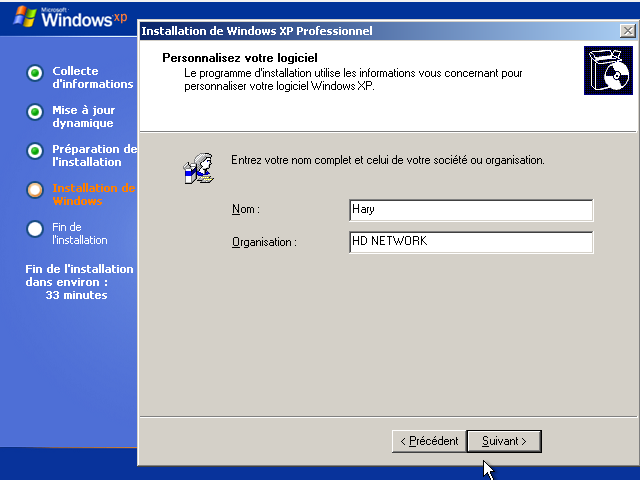 Microsoft
Windows xp
Installation de Windows XP Professionnel
Personnalisez votre logiciel
Le programme d'installation utilise les informations vous concernant pour
personnaliser votre logiciel Windows XP.
Collecte
d'informations
Mise à jour
dynamique
Préparation de
l'installation
Installation de
Windows
Fin de
l'installation
Fin de l'installation
dans environ :
33 minutes
Entrez votre nom complet et celui de votre société ou organisation.
Nom :
Hary
Organisation :
HD NETWORK
< Précédent
Suivant >